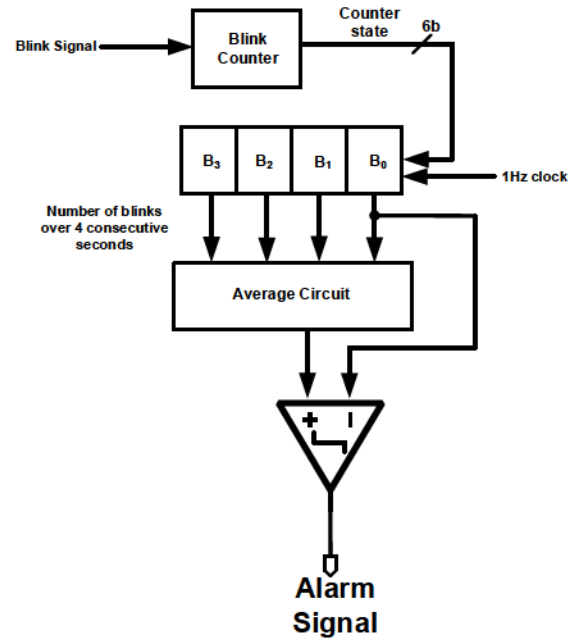 Counter
state
6b
Blink Signal
Blink
Counter
B3 B2 B1 B0
1Hz clock
Number of blinks
over 4 consecutive
seconds
Average Circuit
+ −
Alarm
Signal